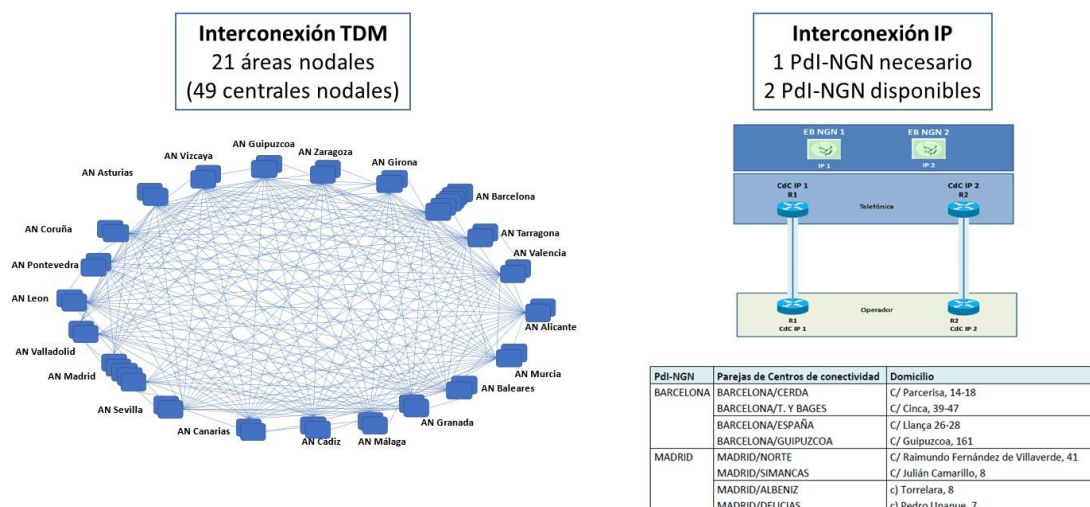 Interconexión TDM
21 áreas nodales
(49 centrales nodales)
AN Guipuzcoa
AN Zaragoza
AN Vizcaya
AN Girona
AN Asturias
AN Barcelona
AN Coruña
AN Tarragona
AN Valencia
AN Pontevedra
AN Leon
AN Alicante
AN Valladolid
AN Murcia
AN Madrid
AN Baleares
AN Sevilla
AN Granada
AN Canarias
AN Cádiz
AN Málaga
Interconexión IP
1 PdI-NGN necesario
2 PdI-NGN disponibles
EB NGN 1 EB NGN 2
IP 1 IP 2
CdC IP 1 CdC IP 2
R1 R2
Telefónica
Operador
R1 R2
CdC IP 1 CdC IP 2
PdI-NGN Parejas de Centros de conectividad Domicilio
BARCELONA BARCELONA/CERDA C/ Parcerisa, 14-18
BARCELONA/T. Y BAGES C/ Cinca, 39-47
BARCELONA/ESPAÑA C/ Llança 26-28
BARCELONA/GUIPUZCOA C/ Guipuzcoa, 161
MADRID MADRID/NORTE C/ Raimundo Fernández de Villaverde, 41
MADRID/SIMANCAS C/ Julián Camarillo, 8
MADRID/ALBENIZ c) Torrelara, 8
MADRID/DELICIAS c) Pedro Unanue, 7